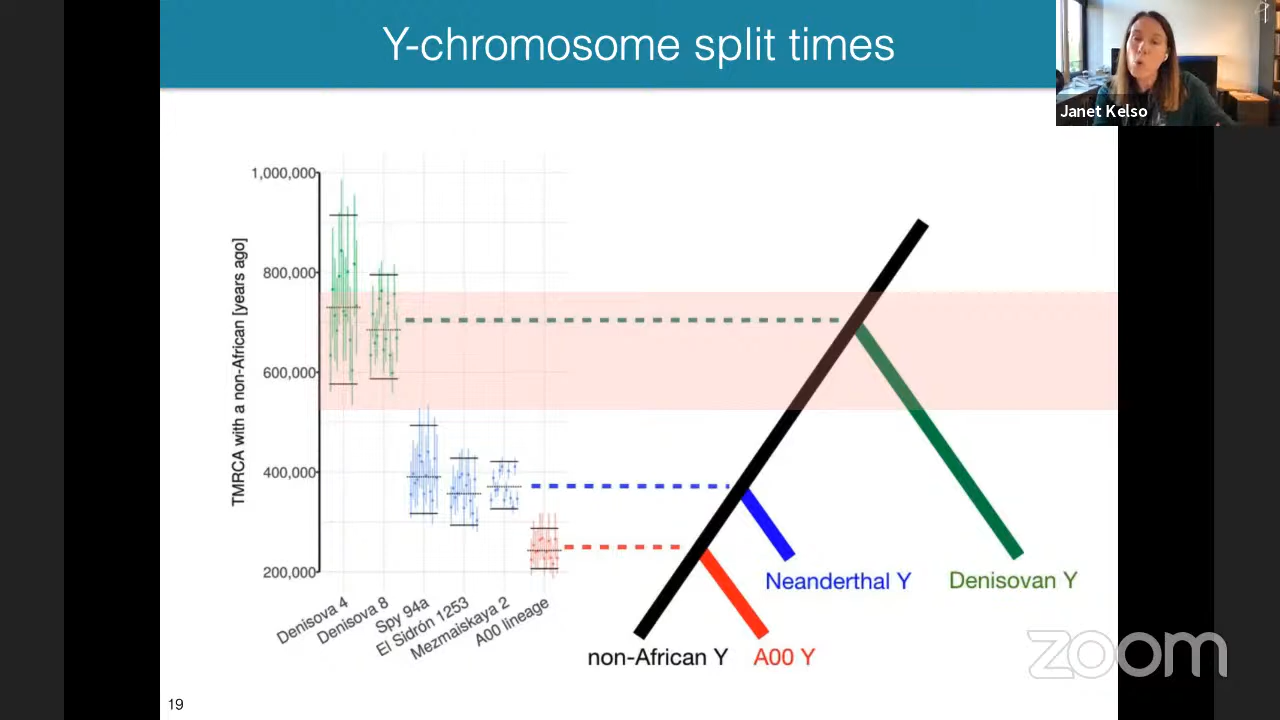 Y-chromosome split times
Janet Kelso
TMRCA with a non-African [years ago]
1,000,000
800,000
600,000
400,000
200,000
Denisova 4
Denisova 8
Spy 94a
El Sidrón 1253
Mezmaiskaya 2
A00 lineage
Neanderthal Y
Denisovan Y
non-African Y
A00 Y
zoom
19